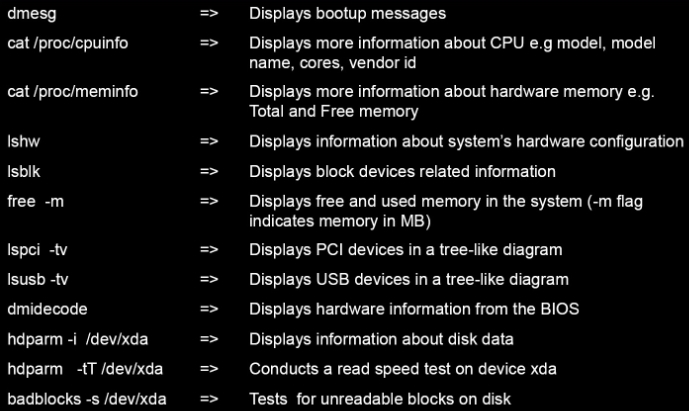 dmesg => Displays bootup messages
cat /proc/cpuinfo => Displays more information about CPU e.g model, model
name, cores, vendor id
cat /proc/meminfo => Displays more information about hardware memory e.g.
Total and Free memory
lshw => Displays information about system's hardware configuration
lsblk => Displays block devices related information
free -m => Displays free and used memory in the system (-m flag
indicates memory in MB)
lspci -tv => Displays PCI devices in a tree-like diagram
lsusb -tv => Displays USB devices in a tree-like diagram
dmidecode => Displays hardware information from the BIOS
hdparm -i /dev/xda => Displays information about disk data
hdparm -tT /dev/xda => Conducts a read speed test on device xda
badblocks -s /dev/xda => Tests for unreadable blocks on disk